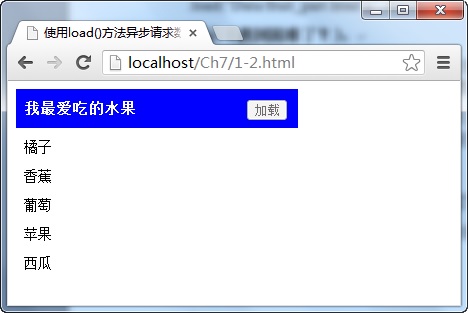 使用load()方法异步请求数
localhost/Ch7/1-2.html
我最爱吃的水果
加载
橘子
香蕉
葡萄
苹果
西瓜